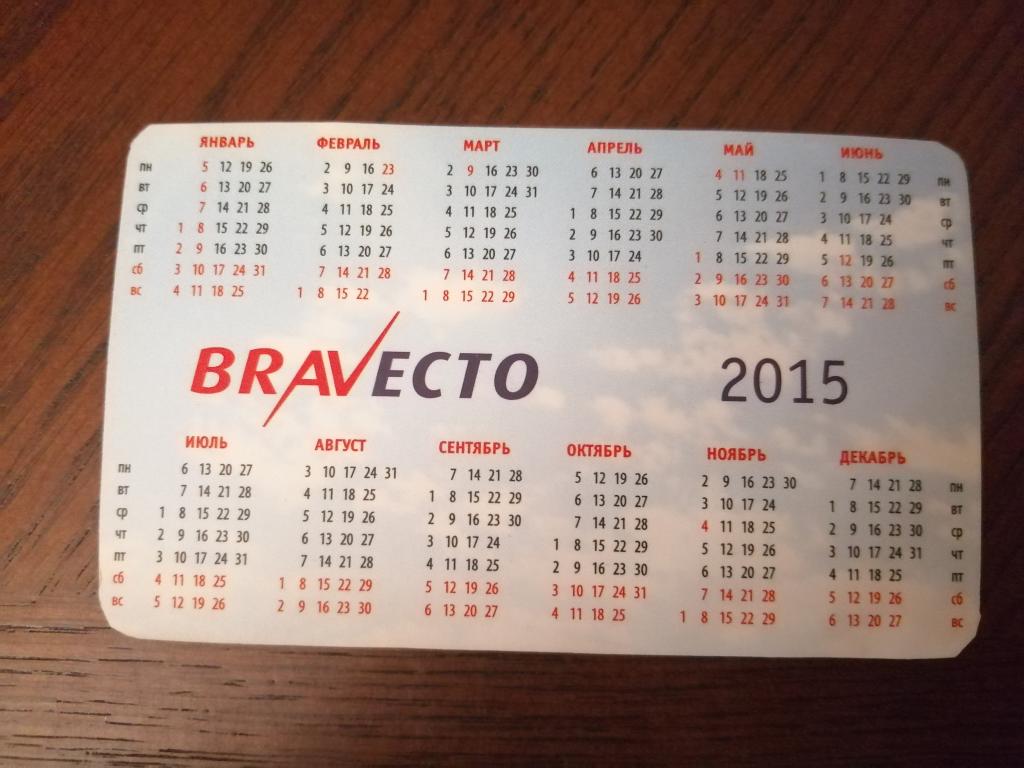 ЯНВАРЬ ФЕВРАЛЬ МАРТ АПРЕЛЬ МАЙ ИЮНЬ
пн 5 12 19 26 2 9 16 23 2 9 16 23 30 6 13 20 27 4 11 18 25 1 8 15 22 29 пн
вт 6 13 20 27 3 10 17 24 3 10 17 24 31 7 14 21 28 5 12 19 26 2 9 16 23 30 вт
ср 7 14 21 28 4 11 18 25 4 11 18 25 1 8 15 22 29 6 13 20 27 3 10 17 24 ср
чт 1 8 15 22 29 5 12 19 26 5 12 19 26 2 9 16 23 30 7 14 21 28 4 11 18 25 чт
пт 2 9 16 23 30 6 13 20 27 6 13 20 27 3 10 17 24 1 8 15 22 29 5 12 19 26 пт
сб 3 10 17 24 31 7 14 21 28 7 14 21 28 4 11 18 25 2 9 16 23 30 6 13 20 27 сб
вс 4 11 18 25 1 8 15 22 1 8 15 22 29 5 12 19 26 3 10 17 24 31 7 14 21 28 вс
BRAVECTO 2015
ИЮЛЬ АВГУСТ СЕНТЯБРЬ ОКТЯБРЬ НОЯБРЬ ДЕКАБРЬ
пн 6 13 20 27 3 10 17 24 31 7 14 21 28 5 12 19 26 2 9 16 23 30 7 14 21 28 пн
вт 7 14 21 28 4 11 18 25 1 8 15 22 29 6 13 20 27 3 10 17 24 1 8 15 22 29 вт
ср 1 8 15 22 29 5 12 19 26 2 9 16 23 30 7 14 21 28 4 11 18 25 2 9 16 23 30 ср
чт 2 9 16 23 30 6 13 20 27 3 10 17 24 1 8 15 22 29 5 12 19 26 3 10 17 24 31 чт
пт 3 10 17 24 31 7 14 21 28 4 11 18 25 2 9 16 23 30 6 13 20 27 4 11 18 25 пт
сб 4 11 18 25 1 8 15 22 29 5 12 19 26 3 10 17 24 31 7 14 21 28 5 12 19 26 сб
вс 5 12 19 26 2 9 16 23 30 6 13 20 27 4 11 18 25 1 8 15 22 29 6 13 20 27 вс